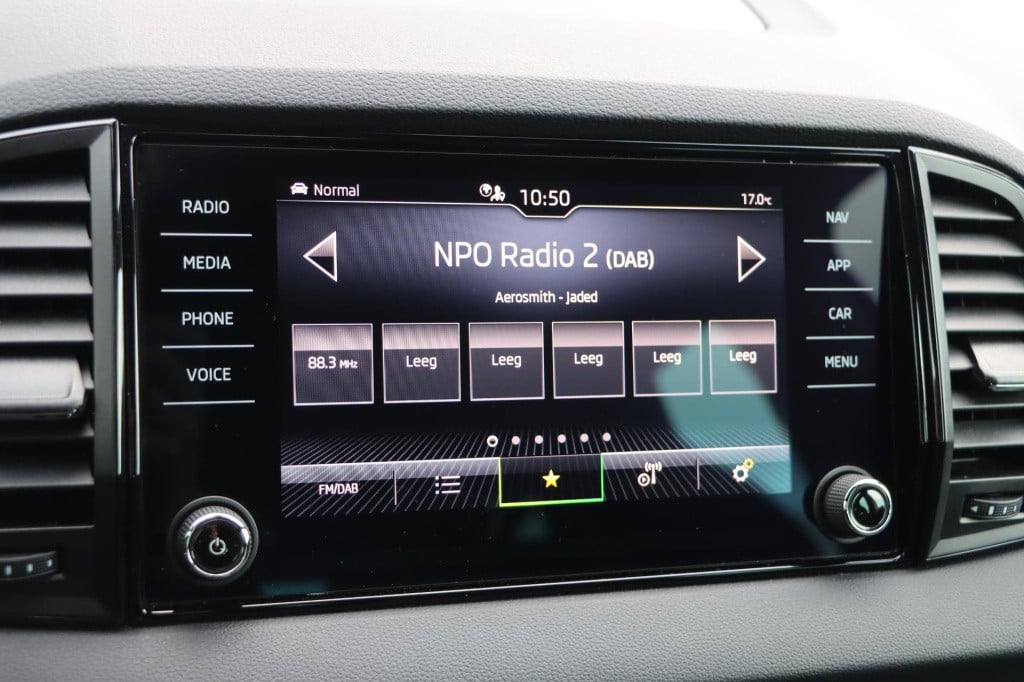 RADIO
MEDIA
PHONE
VOICE
Normal
10:50
17.0°C
NPO Radio 2 (DAB)
Aerosmith - Jaded
88.3 MHz
Leeg
Leeg
Leeg
Leeg
Leeg
FM/DAB
NAV
APP
CAR
MENU